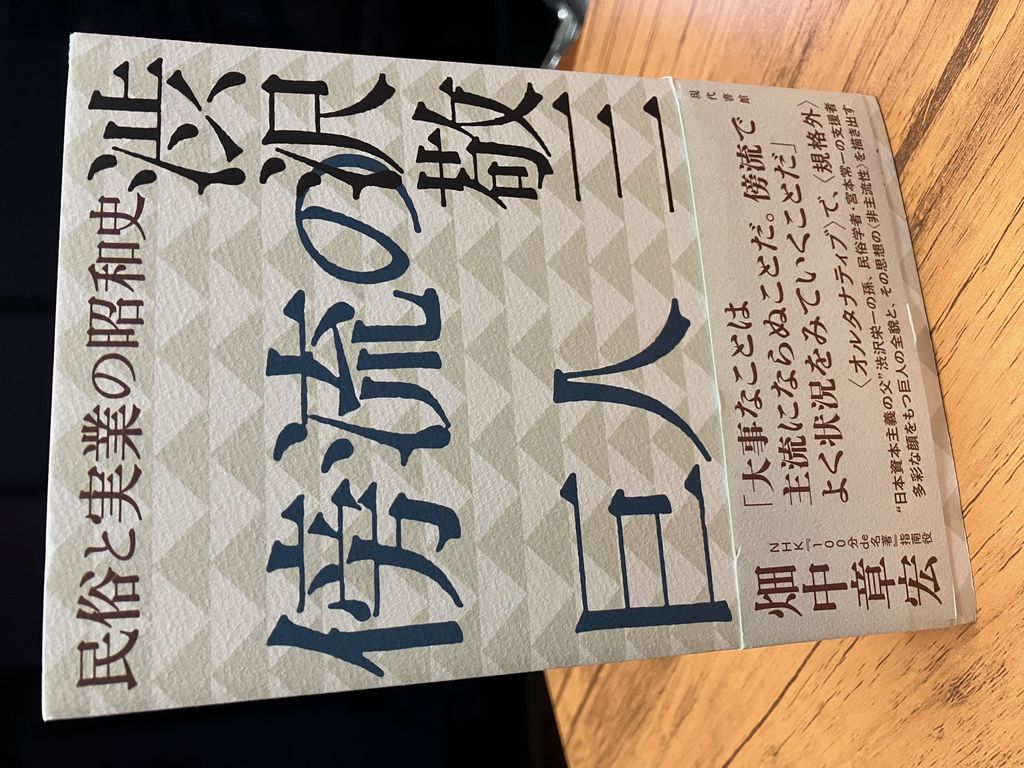 民俗と実業の昭和史
傍流の
巨人
渋沢
敬三
現代書館
「大事なことは
主流にならぬことだ。傍流で
よく状況をみていくことだ」
〈オルタナティブ〉で、〈規格外〉
“日本資本主義の父”渋沢栄一の孫、民俗学者・宮本常一の支援者
多彩な顔をもつ巨人の全貌と、その思想の〈非主流性〉を描き出す
NHK『100分de名著』指南役
畑中章宏